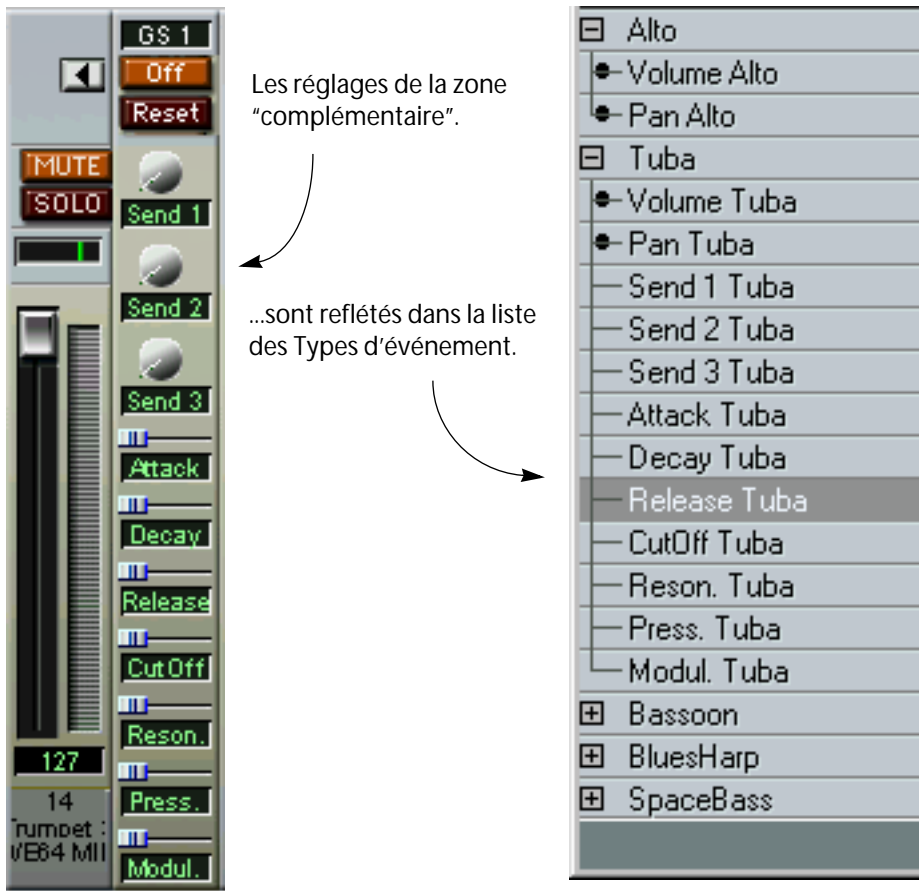 GS 1
Off
Reset
MUTE
SOLO
Send 1
Send 2
Send 3
Attack
Decay
Release
CutOff
Reson.
Press.
Modul.
127
14
Les réglages de la zone
“complémentaire”.
...sont reflétés dans la liste
des Types d’événement.
Alto
Volume Alto
Pan Alto
Tuba
Volume Tuba
Pan Tuba
Send 1 Tuba
Send 2 Tuba
Send 3 Tuba
Attack Tuba
Decay Tuba
Release Tuba
CutOff Tuba
Reson. Tuba
Press. Tuba
Modul. Tuba
Bassoon
BluesHarp
SpaceBass